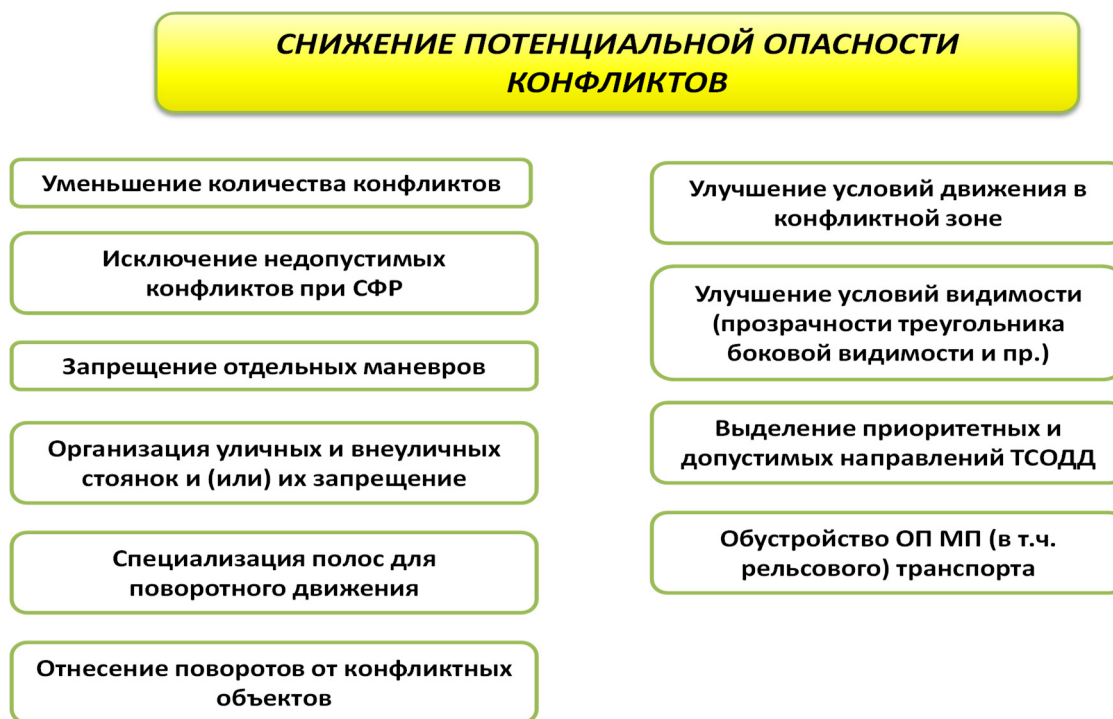 СНИЖЕНИЕ ПОТЕНЦИАЛЬНОЙ ОПАСНОСТИ
КОНФЛИКТОВ
Уменьшение количества конфликтов
Исключение недопустимых
конфликтов при СФР
Запрещение отдельных маневров
Организация уличных и внеуличных
стоянок и (или) их запрещение
Специализация полос для
поворотного движения
Отнесение поворотов от конфликтных
объектов
Улучшение условий движения в
конфликтной зоне
Улучшение условий видимости
(прозрачности треугольника
боковой видимости и пр.)
Выделение приоритетных и
допустимых направлений ТСОДД
Обустройство ОП МП (в т.ч.
рельсового) транспорта